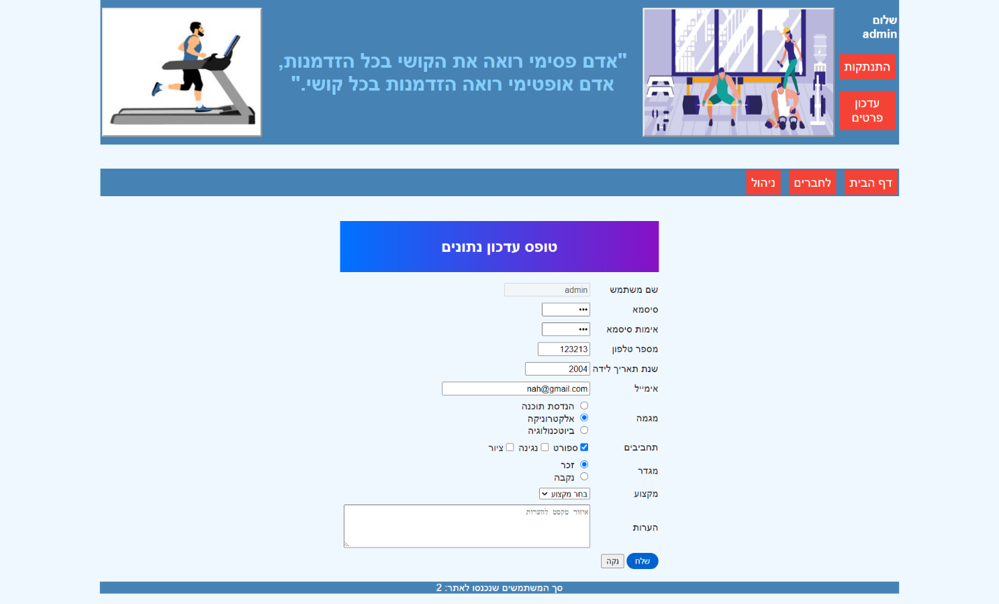 שלום
admin
התנתקות
עדכון
פרטים
"אדם פסימי רואה את הקושי בכל הזדמנות,
אדם אופטימי רואה הזדמנות בכל קושי."
דף הבית לחברים ניהול
טופס עדכון נתונים
שם משתמש admin
סיסמא •••
אימות סיסמא •••
מספר טלפון 123213
שנת תאריך לידה 2004
אימייל nah@gmail.com
מגמה
הנדסת תוכנה
אלקטרוניקה
ביוטכנולוגיה
תחביבים ספורט נגינה ציור
מגדר
זכר
נקבה
מקצוע בחר מקצוע
הערות
איזור טקסט להערות
שלח נקה
סך המשתמשים שנכנסו לאתר: 2